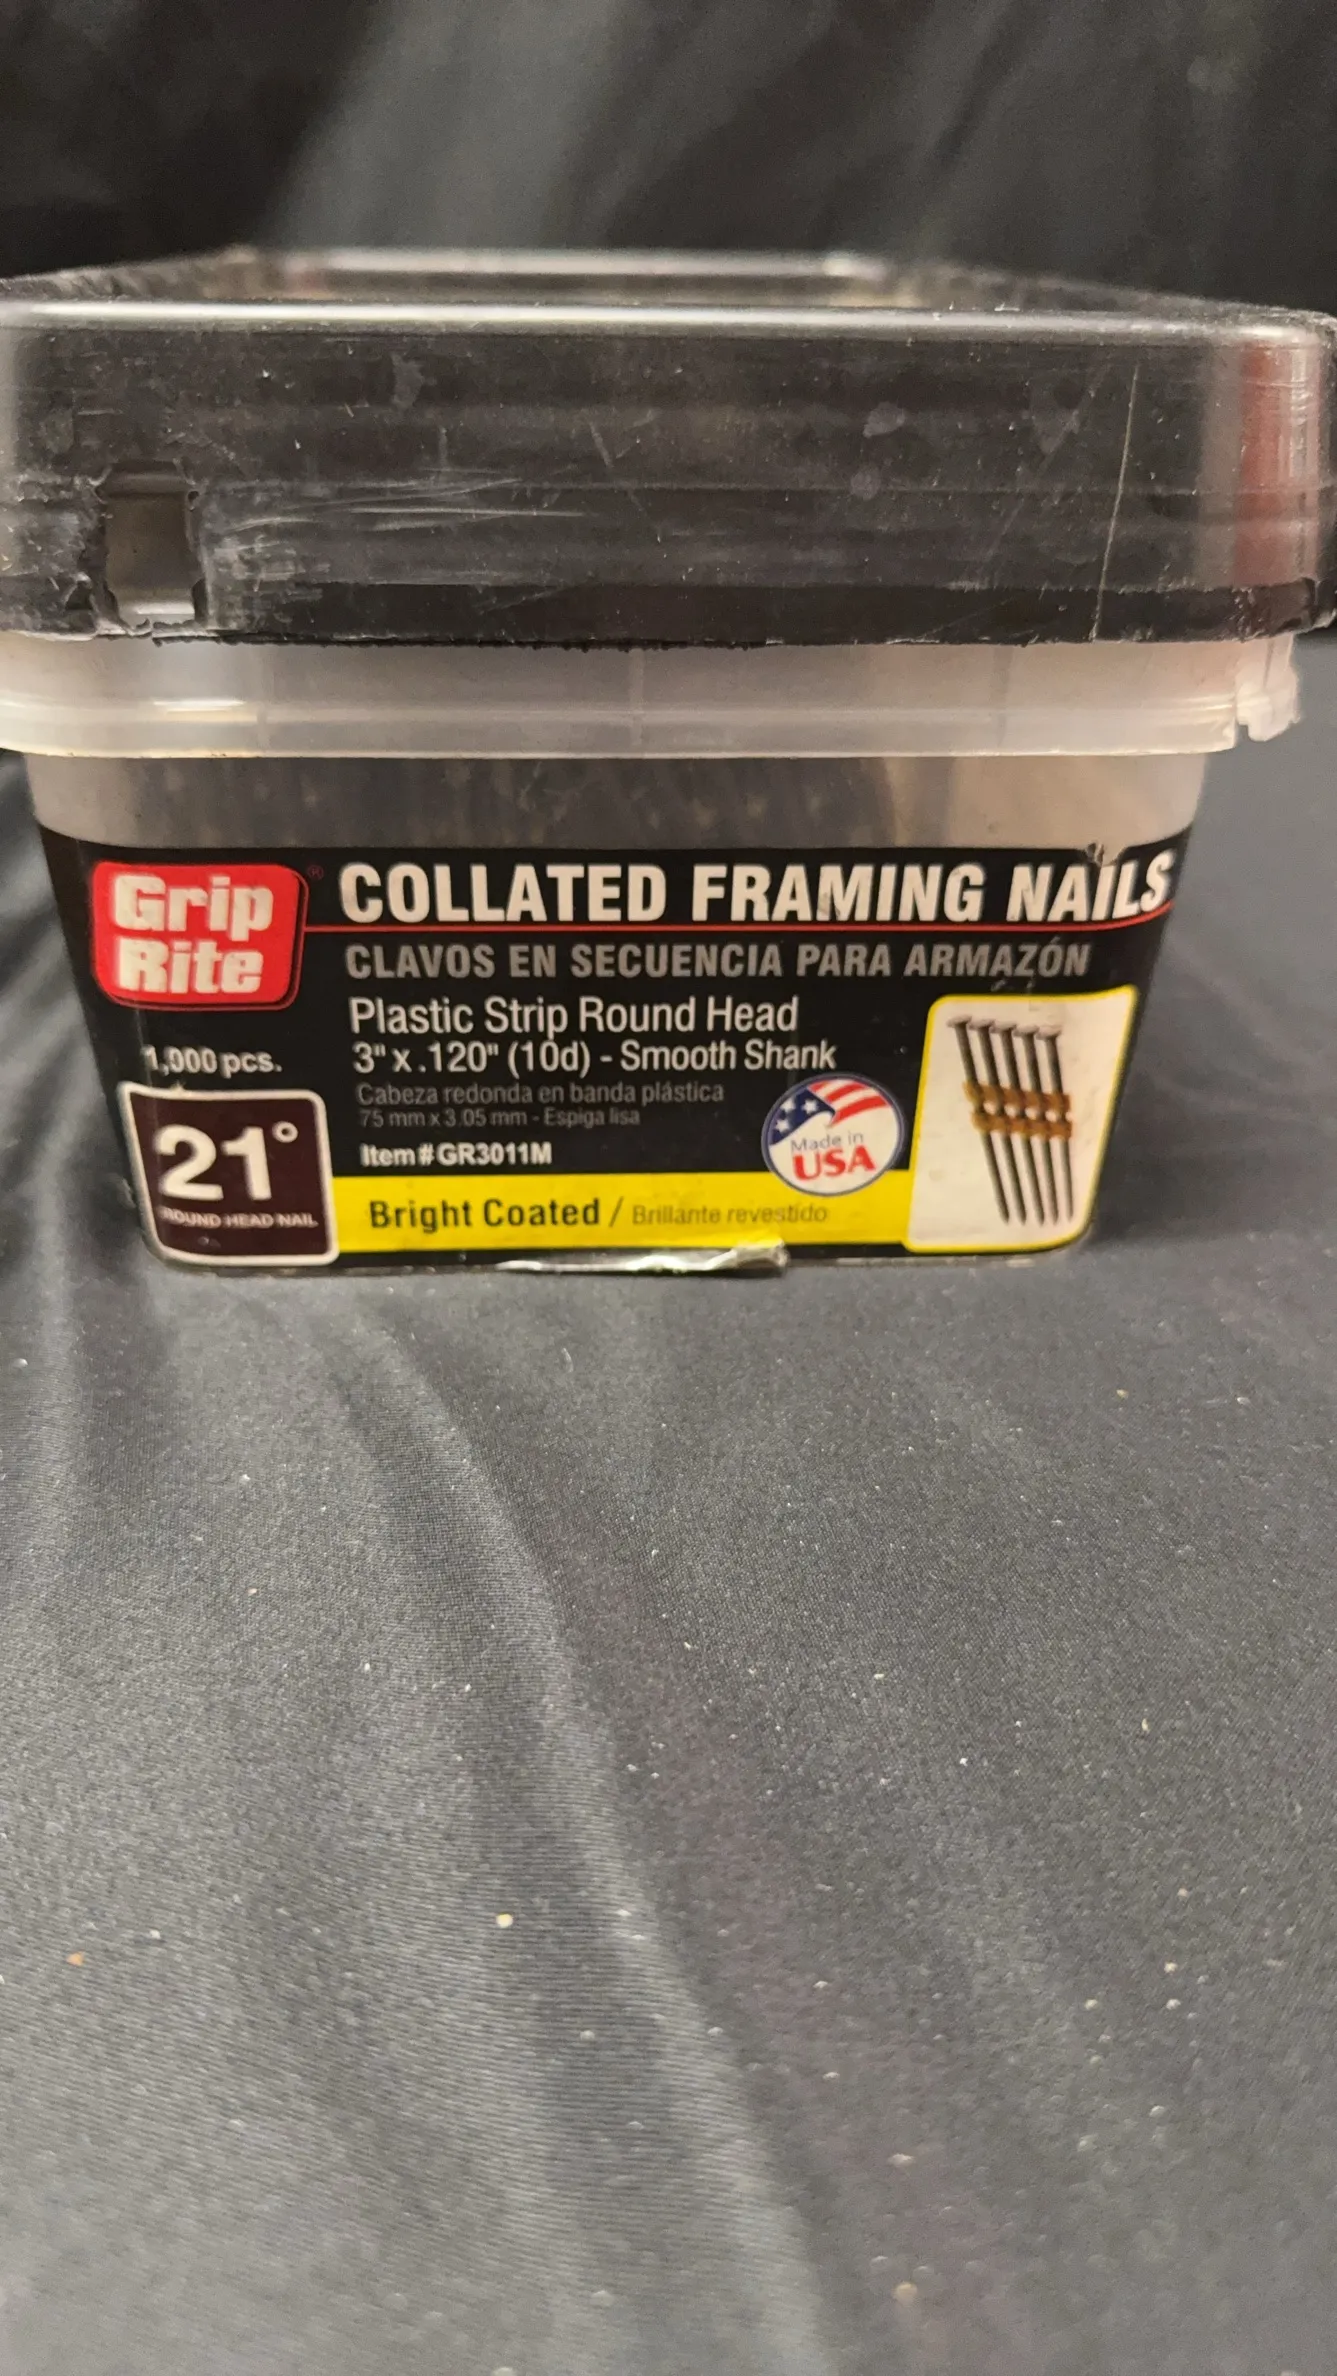 Grip
Rite®
COLLATED FRAMING NAILS
CLAVOS EN SECUENCIA PARA ARMAZÓN
Plastic Strip Round Head
3" x .120" (10d) - Smooth Shank
Cabeza redonda en banda plástica
75 mm x 3.05 mm - Espiga lisa
Item # GR3011M
1,000 pcs.
21°
ROUND HEAD NAIL
Made in
USA
Bright Coated / Brillante revestido